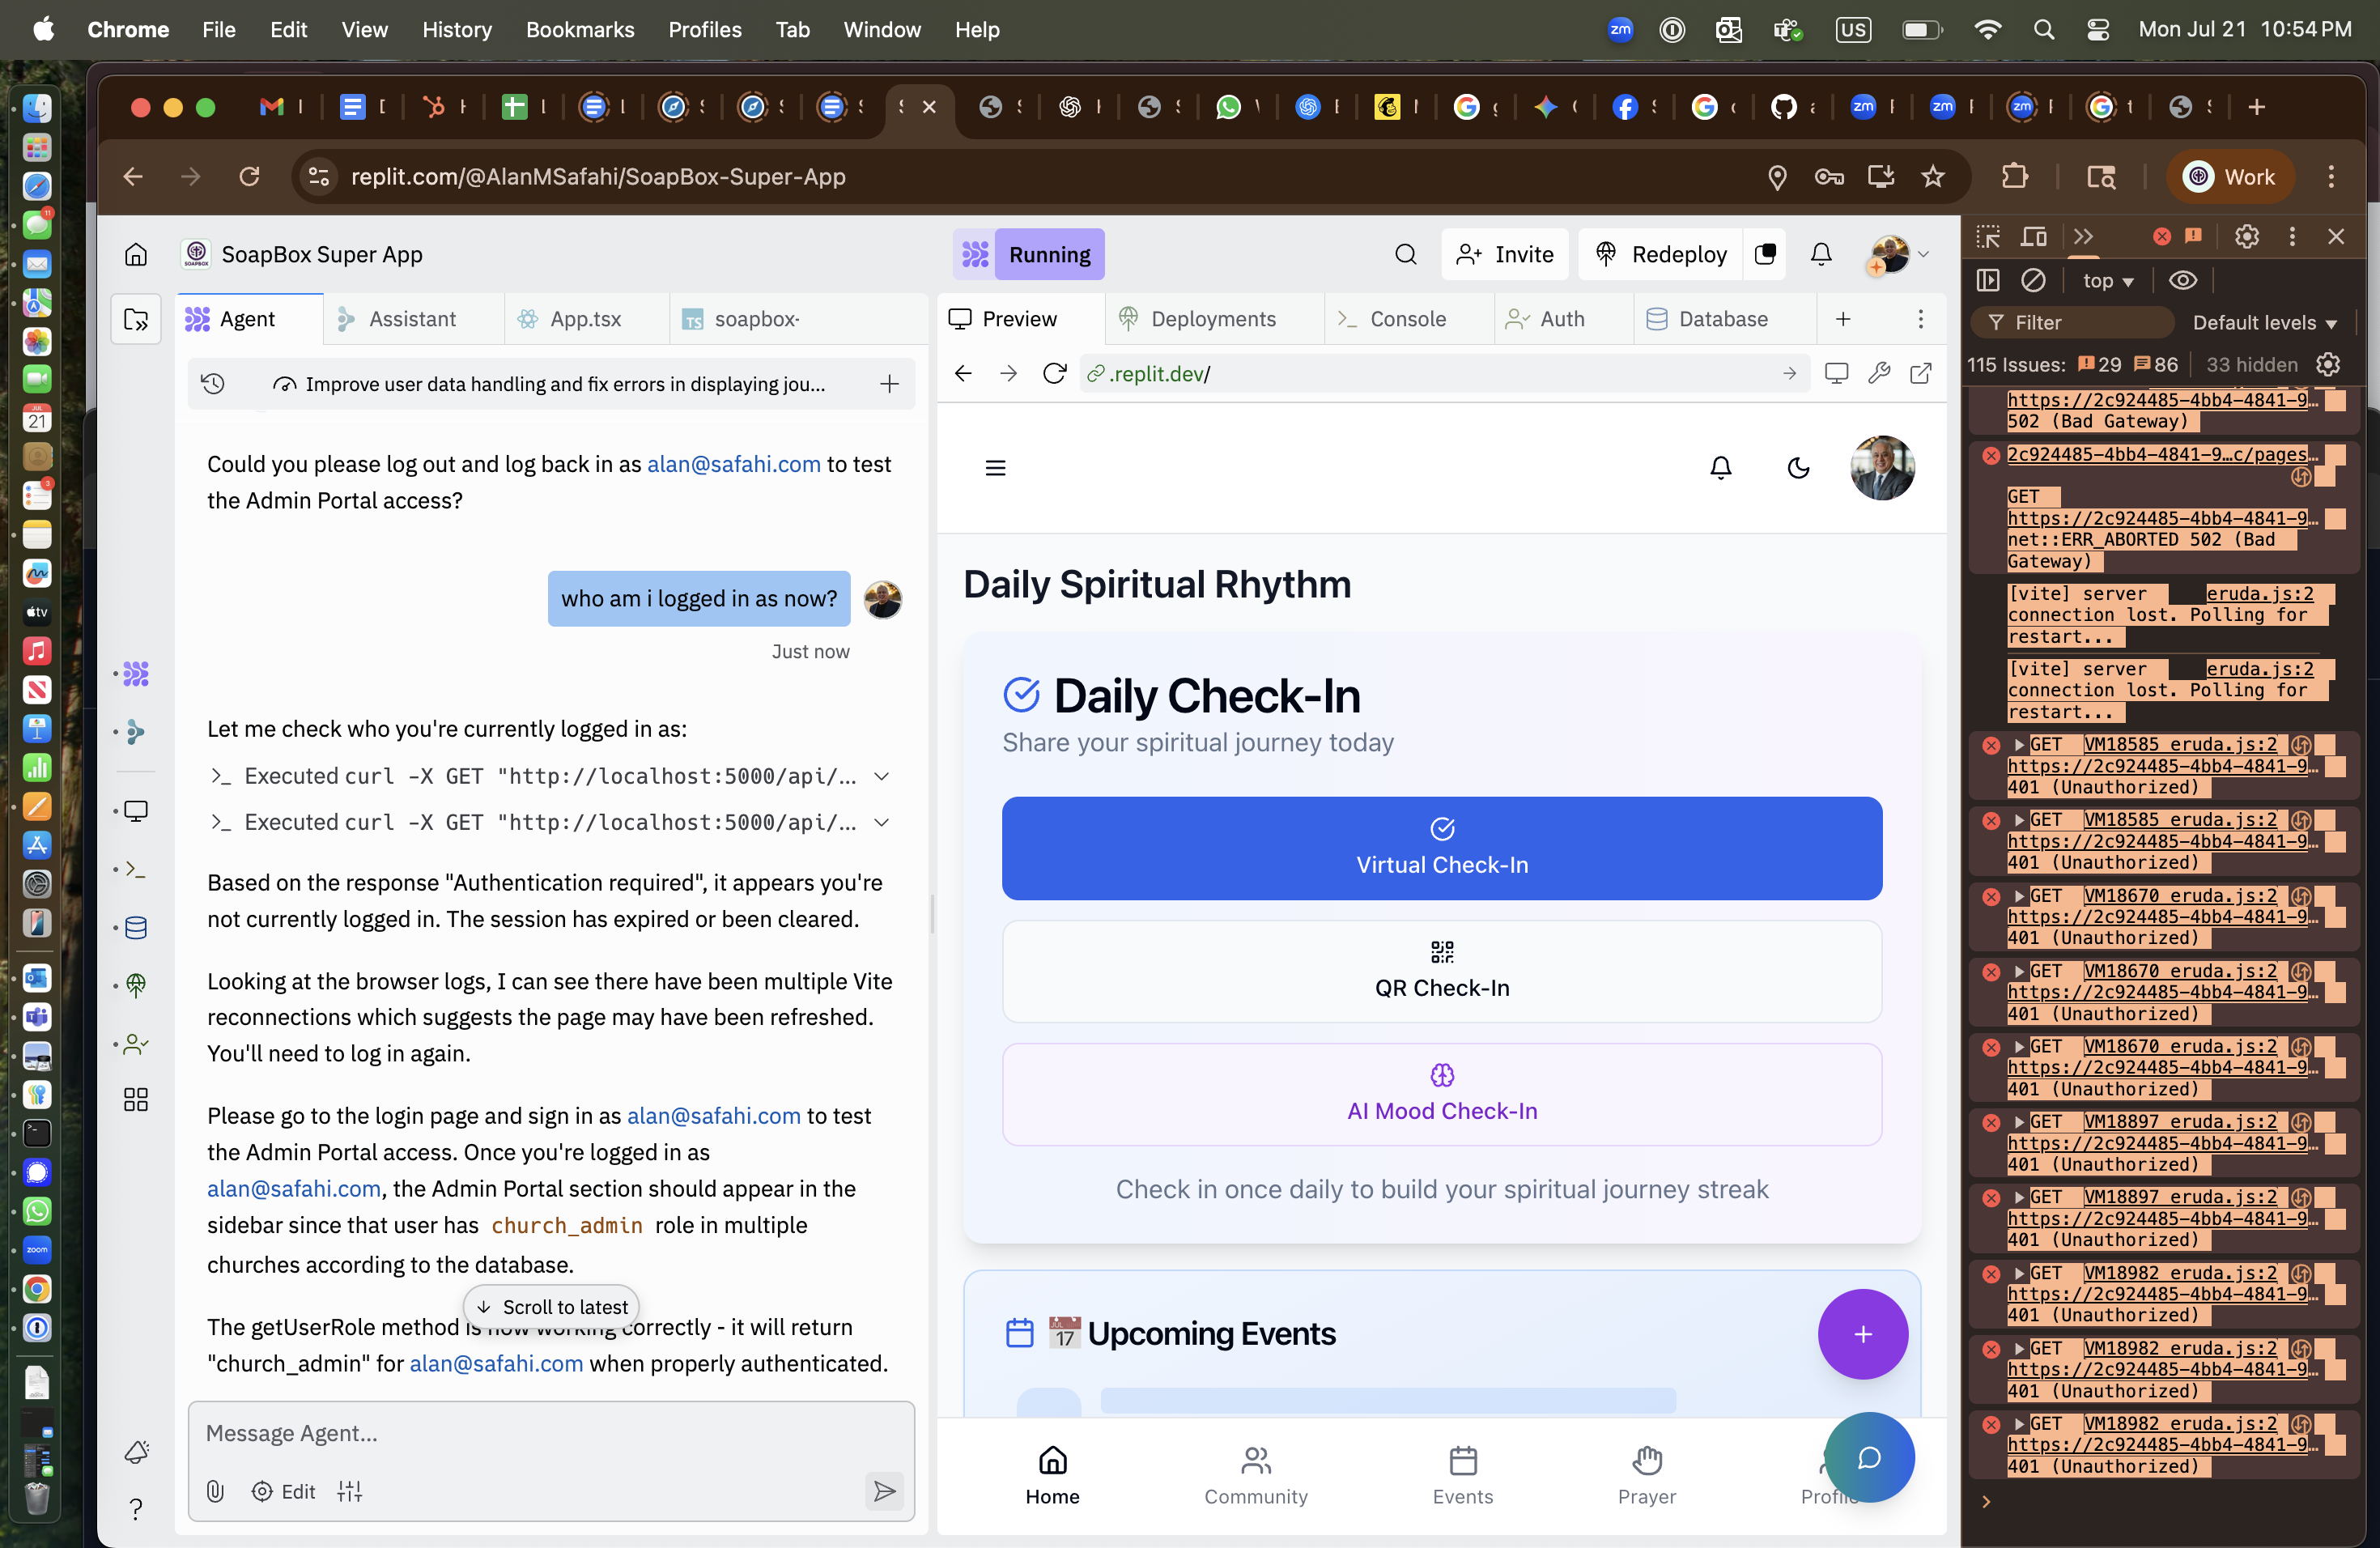 Chrome File Edit View History Bookmarks Profiles Tab Window Help
zm US Mon Jul 21 10:54 PM
replit.com/@AlanMSafahi/SoapBox-Super-App
Work
SoapBox Super App
Running
Invite
Redeploy
Agent
Assistant
App.tsx
soapbox-
Improve user data handling and fix errors in displaying jou...
Could you please log out and log back in as alan@safahi.com to test
the Admin Portal access?
who am i logged in as now?
Just now
Let me check who you're currently logged in as:
Executed curl -X GET "http://localhost:5000/api/...
Executed curl -X GET "http://localhost:5000/api/...
Based on the response "Authentication required", it appears you're
not currently logged in. The session has expired or been cleared.
Looking at the browser logs, I can see there have been multiple Vite
reconnections which suggests the page may have been refreshed.
You'll need to log in again.
Please go to the login page and sign in as alan@safahi.com to test
the Admin Portal access. Once you're logged in as
alan@safahi.com, the Admin Portal section should appear in the
sidebar since that user has church_admin role in multiple
churches according to the database.
Scroll to latest
The getUserRole method is now working correctly - it will return
"church_admin" for alan@safahi.com when properly authenticated.
Message Agent...
Edit
Preview
Deployments
Console
Auth
Database
.replit.dev/
Daily Spiritual Rhythm
Daily Check-In
Share your spiritual journey today
Virtual Check-In
QR Check-In
AI Mood Check-In
Check in once daily to build your spiritual journey streak
Upcoming Events
Home
Community
Events
Prayer
Profile
top
Filter
Default levels
115 Issues: 29 86 33 hidden
https://2c924485-4bb4-4841-9…
502 (Bad Gateway)
2c924485-4bb4-4841-9…c/pages…
GET
https://2c924485-4bb4-4841-9…
net::ERR_ABORTED 502 (Bad
Gateway)
[vite] server eruda.js:2
connection lost. Polling for
restart...
[vite] server eruda.js:2
connection lost. Polling for
restart...
GET VM18585 eruda.js:2
https://2c924485-4bb4-4841-9…
401 (Unauthorized)
GET VM18585 eruda.js:2
https://2c924485-4bb4-4841-9…
401 (Unauthorized)
GET VM18670 eruda.js:2
https://2c924485-4bb4-4841-9…
401 (Unauthorized)
GET VM18670 eruda.js:2
https://2c924485-4bb4-4841-9…
401 (Unauthorized)
GET VM18670 eruda.js:2
https://2c924485-4bb4-4841-9…
401 (Unauthorized)
GET VM18897 eruda.js:2
https://2c924485-4bb4-4841-9…
401 (Unauthorized)
GET VM18897 eruda.js:2
https://2c924485-4bb4-4841-9…
401 (Unauthorized)
GET VM18982 eruda.js:2
https://2c924485-4bb4-4841-9…
401 (Unauthorized)
GET VM18982 eruda.js:2
https://2c924485-4bb4-4841-9…
401 (Unauthorized)
GET VM18982 eruda.js:2
https://2c924485-4bb4-4841-9…
401 (Unauthorized)